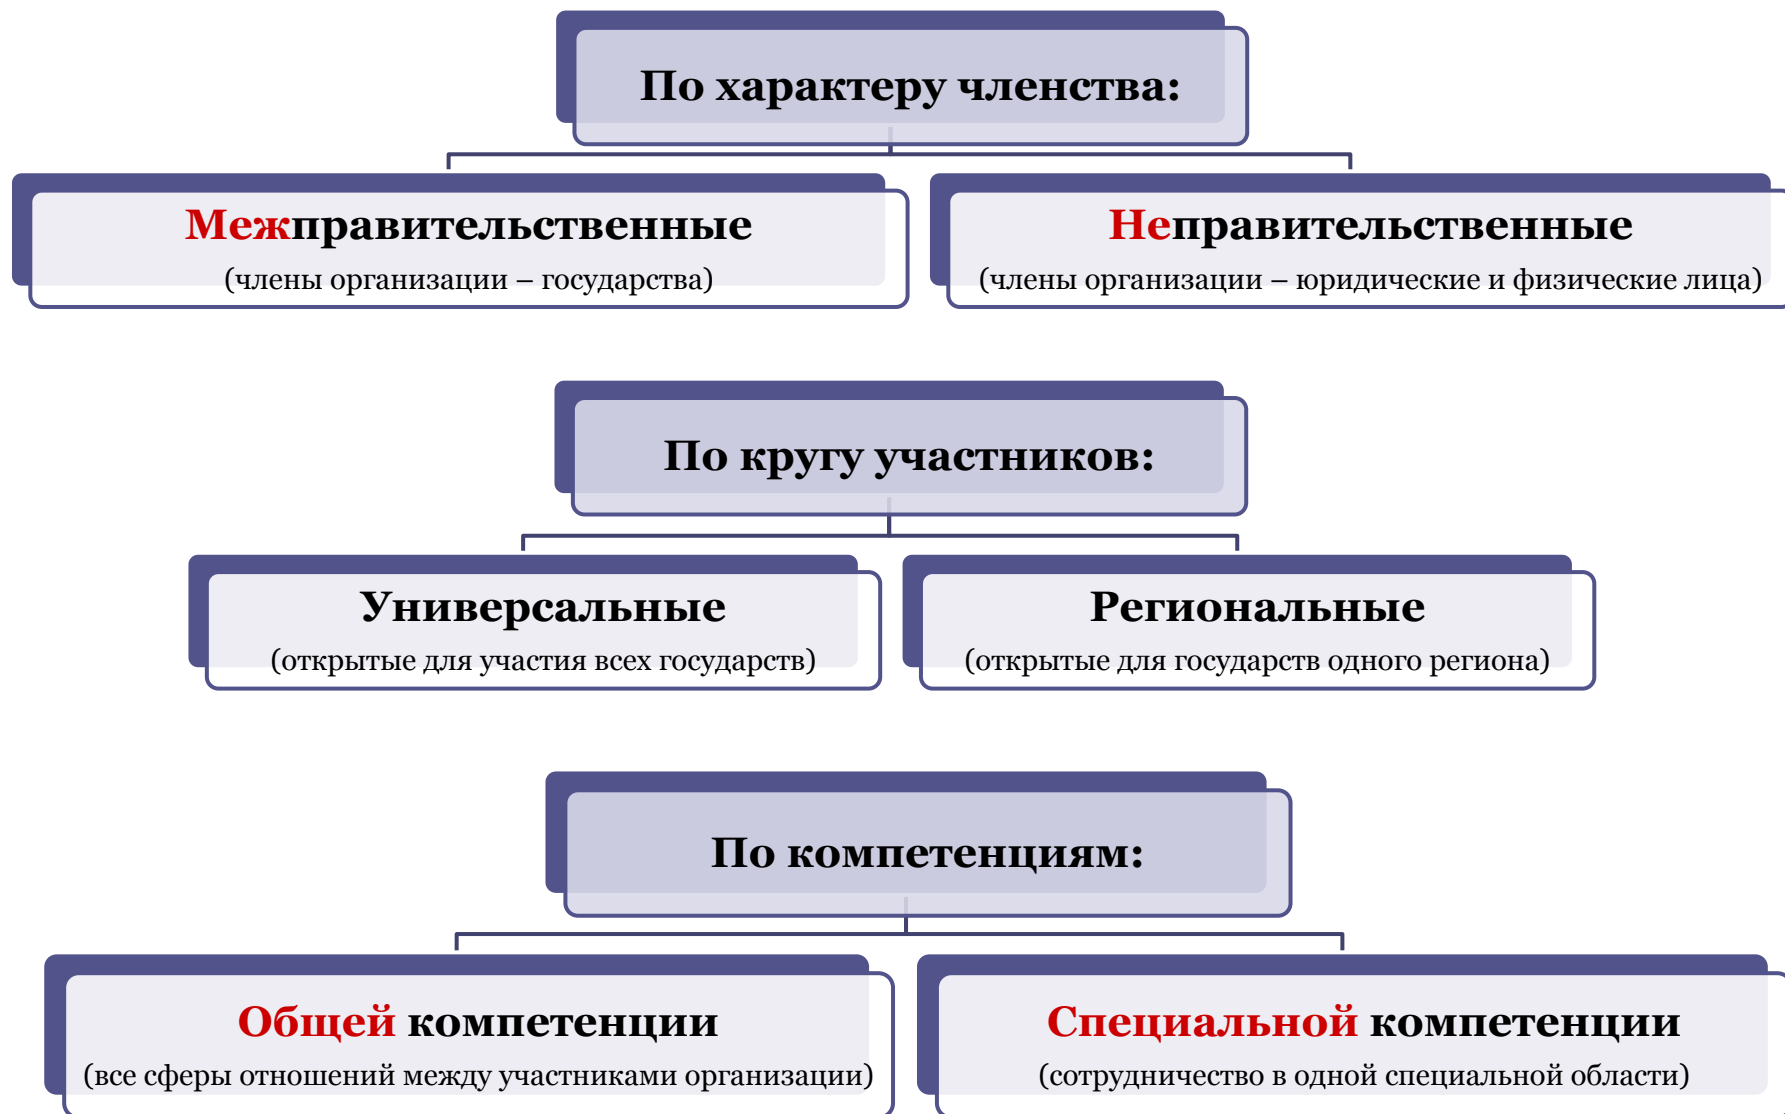 По характеру членства:
Межправительственные
(члены организации – государства)
Неправительственные
(члены организации – юридические и физические лица)
По кругу участников:
Универсальные
(открытые для участия всех государств)
Региональные
(открытые для государств одного региона)
По компетенциям:
Общей компетенции
(все сферы отношений между участниками организации)
Специальной компетенции
(сотрудничество в одной специальной области)